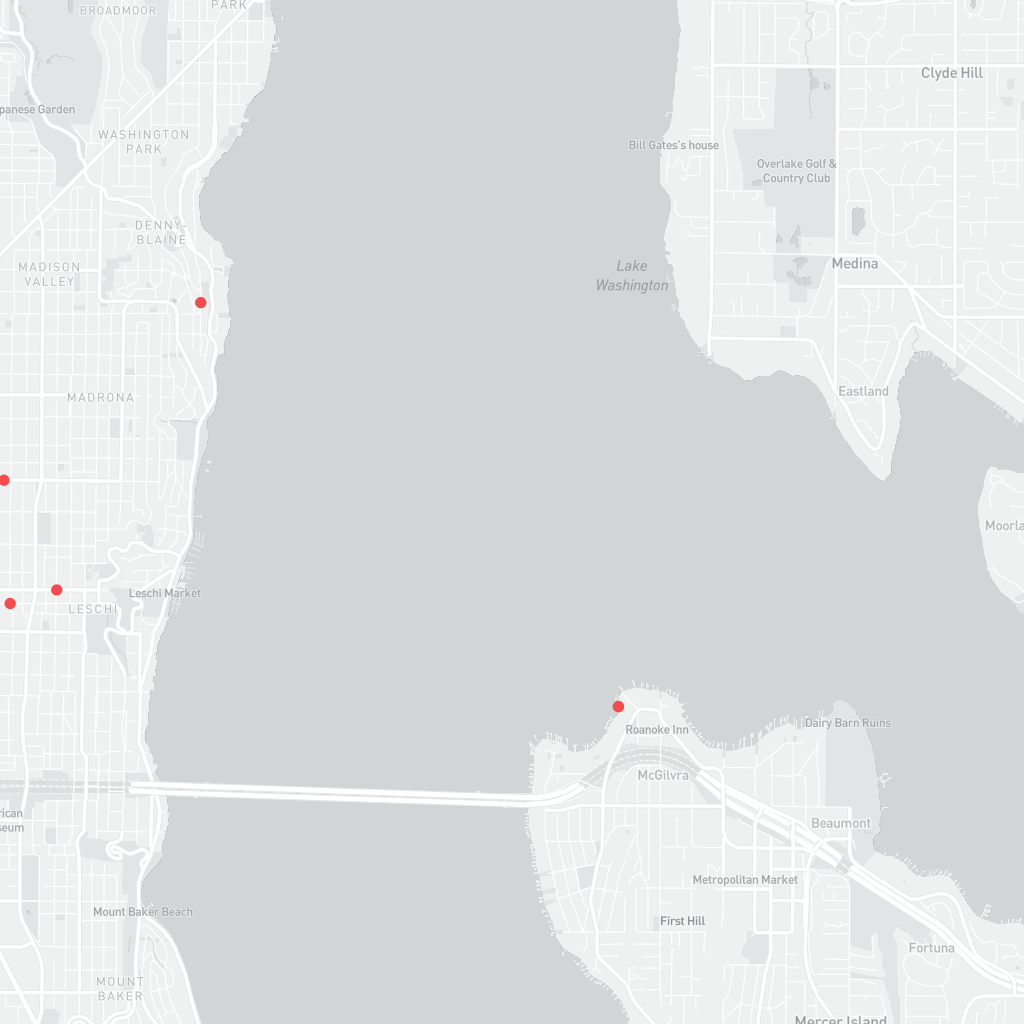 PARK
BROADMOOR
Clyde Hill
panese Garden
WASHINGTON
PARK
Bill Gates's house
Overlake Golf &
Country Club
DENNY-
BLAINE
MADISON
VALLEY
Lake
Washington
Medina
MADRONA
Eastland
Moorla
Leschi Market
LESCHI
Roanoke Inn
Dairy Barn Ruins
McGilvra
rican
seum
Beaumont
Metropolitan Market
Mount Baker Beach
First Hill
Fortuna
MOUNT
BAKER
Mercer Island